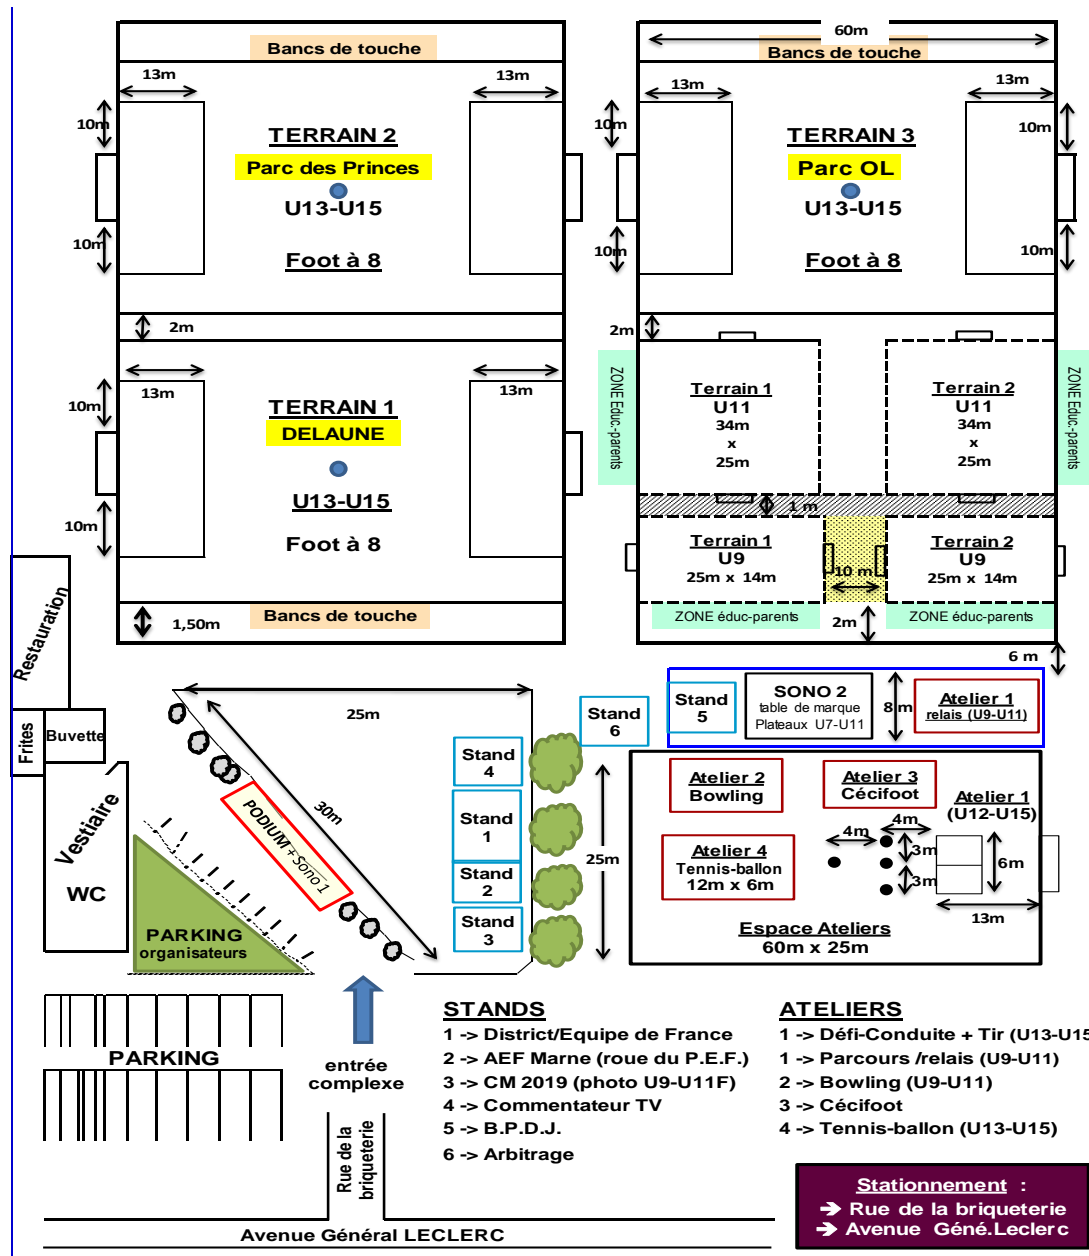 Bancs de touche
13m
13m
10m
TERRAIN 2
Parc des Princes
U13-U15
10m
Foot à 8
2m
13m
13m
10m
TERRAIN 1
DELAUNE
U13-U15
10m
Foot à 8
Bancs de touche
1,50m
60m
Bancs de touche
13m
13m
10m
10m
TERRAIN 3
Parc OL
U13-U15
10m
10m
Foot à 8
2m
ZONE Educ.-parents
ZONE Educ.-parents
Terrain 1
U11
34m
x
25m
Terrain 2
U11
34m
x
25m
1 m
Terrain 1
U9
25m x 14m
10 m
Terrain 2
U9
25m x 14m
ZONE éduc-parents
2m
ZONE éduc-parents
6 m
Restauration
Frites
Buvette
Vestiaire
WC
PARKING
organisateurs
25m
30m
PODIUM + Sono 1
Stand
4
Stand
1
Stand
2
Stand
3
25m
Stand
6
Stand
5
SONO 2
table de marque
Plateaux U7-U11
8 m
Atelier 1
relais (U9-U11)
Atelier 2
Bowling
Atelier 3
Cécifoot
Atelier 1
(U12-U15)
Atelier 4
Tennis-ballon
12m x 6m
4m
4m
3m
3m
6m
13m
Espace Ateliers
60m x 25m
PARKING
entrée
complexe
Rue de la
briqueterie
Avenue Général LECLERC
STANDS
1 -> District/Equipe de France
2 -> AEF Marne (roue du P.E.F.)
3 -> CM 2019 (photo U9-U11F)
4 -> Commentateur TV
5 -> B.P.D.J.
6 -> Arbitrage
ATELIERS
1 -> Défi-Conduite + Tir (U13-U15
1 -> Parcours /relais (U9-U11)
2 -> Bowling (U9-U11)
3 -> Cécifoot
4 -> Tennis-ballon (U13-U15)
Stationnement :
➔ Rue de la briqueterie
➔ Avenue Géné.Leclerc